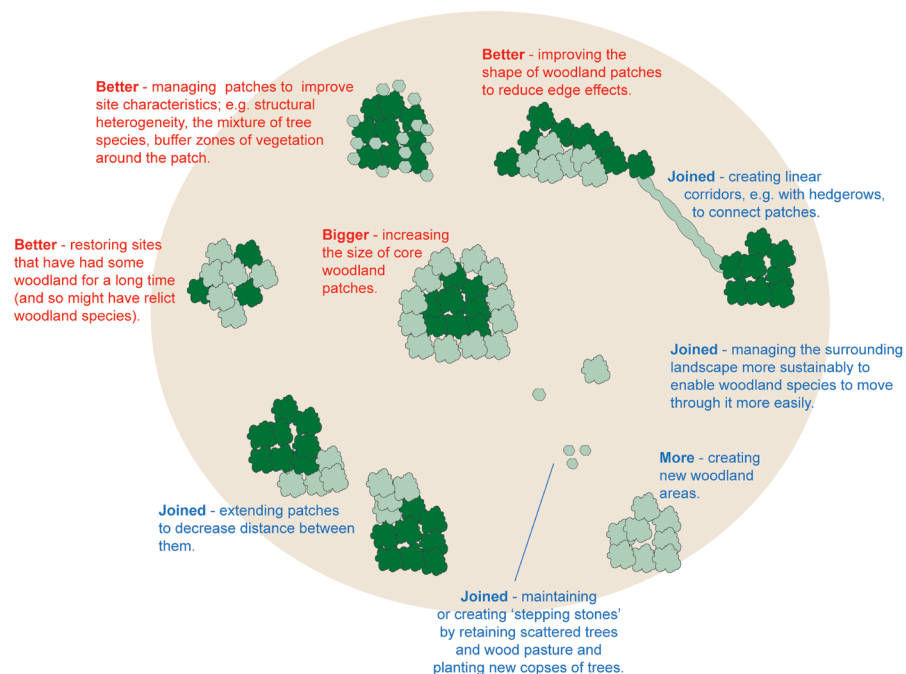 Better - managing patches to improve
site characteristics; e.g. structural
heterogeneity, the mixture of tree
species, buffer zones of vegetation
around the patch.
Better - improving the
shape of woodland patches
to reduce edge effects.
Joined - creating linear
corridors, e.g. with hedgerows,
to connect patches.
Better - restoring sites
that have had some
woodland for a long time
(and so might have relict
woodland species).
Bigger - increasing
the size of core
woodland
patches.
Joined - managing the surrounding
landscape more sustainably to
enable woodland species to move
through it more easily.
More - creating
new woodland
areas.
Joined - extending patches
to decrease distance between
them.
Joined - maintaining
or creating ‘stepping stones’
by retaining scattered trees
and wood pasture and
planting new copses of trees.